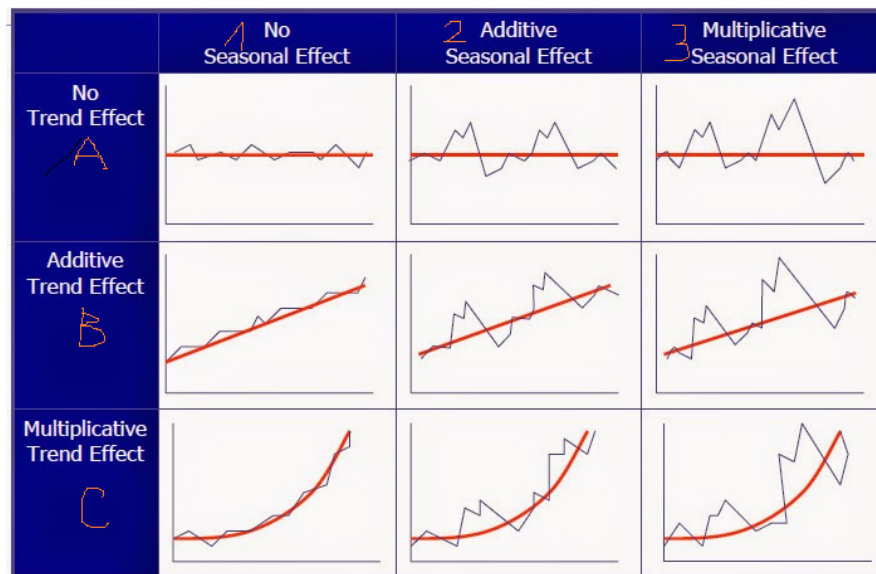 1 No
Seasonal Effect
2 Additive
Seasonal Effect
3 Multiplicative
Seasonal Effect
No
Trend Effect
A
Additive
Trend Effect
B
Multiplicative
Trend Effect
C